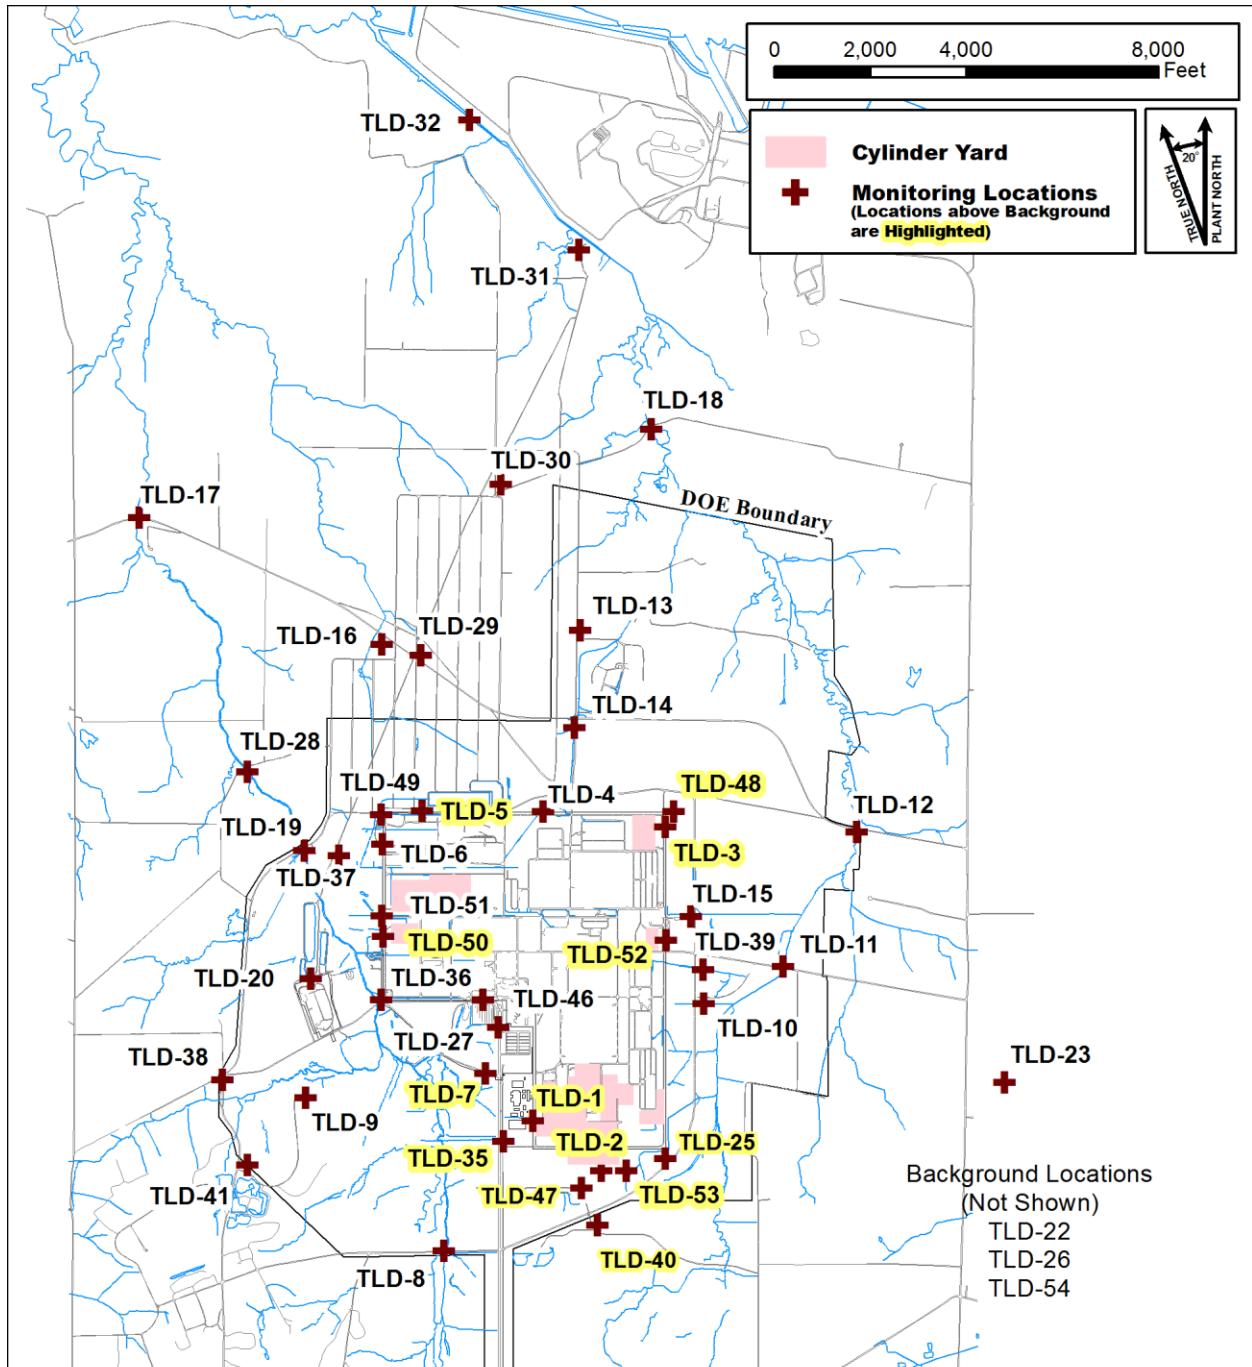 0 2,000 4,000 8,000
Feet
Cylinder Yard
Monitoring Locations
(Locations above Background
are Highlighted)
TRUE NORTH
20°
PLANT NORTH
TLD-32
TLD-31
TLD-18
TLD-30
TLD-17
DOE Boundary
TLD-13
TLD-29
TLD-16
TLD-14
TLD-28
TLD-49
TLD-48
TLD-4
TLD-5
TLD-12
TLD-19
TLD-6
TLD-3
TLD-37
TLD-51
TLD-15
TLD-50
TLD-39
TLD-11
TLD-52
TLD-20
TLD-36
TLD-46
TLD-10
TLD-27
TLD-38
TLD-23
TLD-7
TLD-1
TLD-9
TLD-2
TLD-25
TLD-35
Background Locations
(Not Shown)
TLD-22
TLD-26
TLD-54
TLD-41
TLD-47
TLD-53
TLD-8
TLD-40